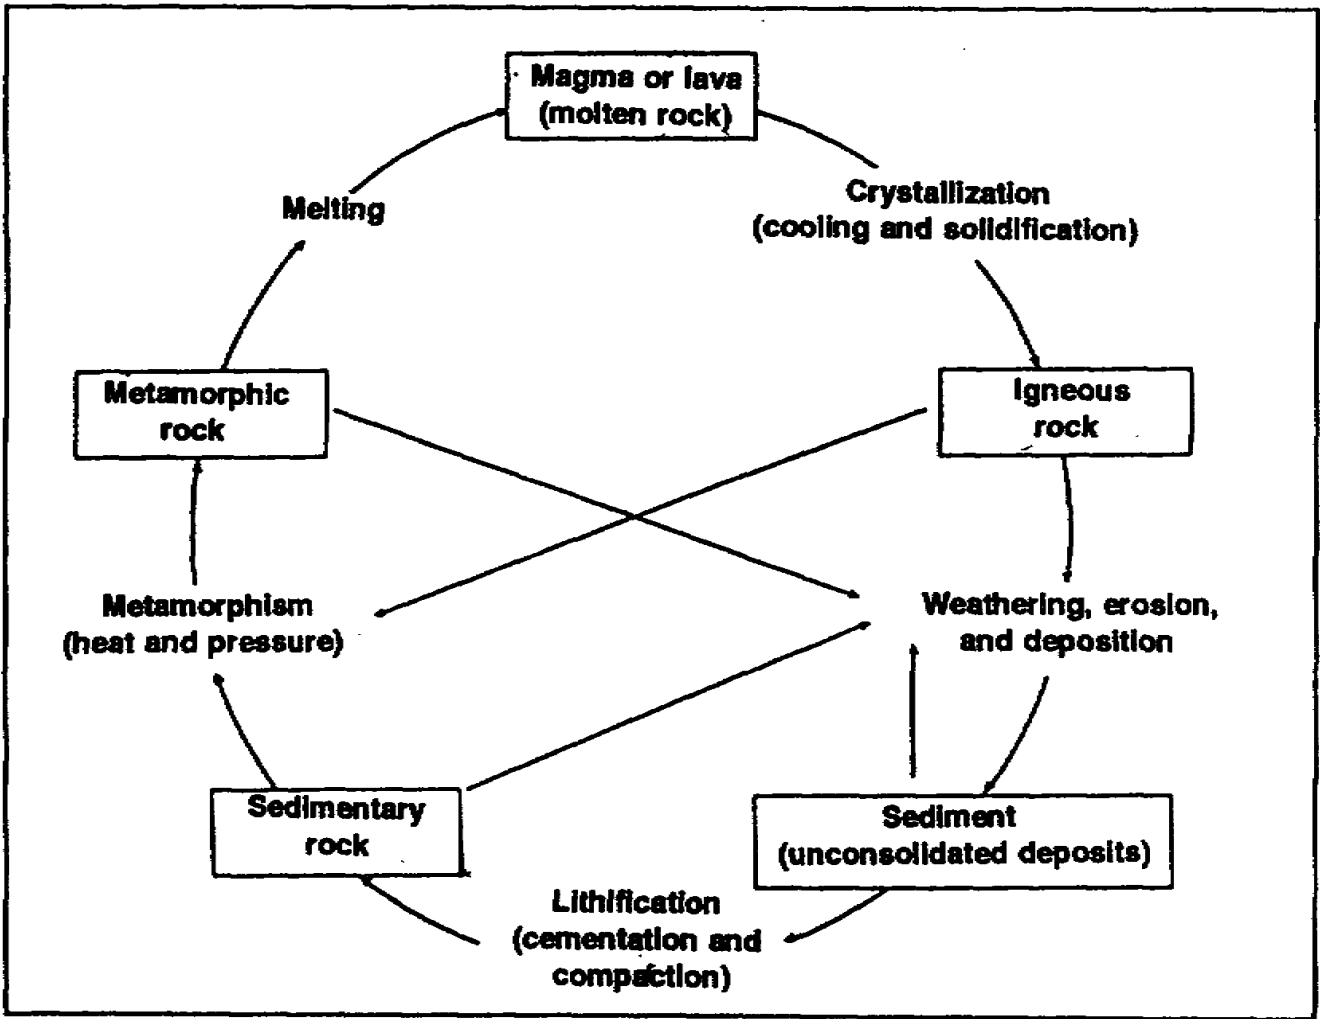 Magma or lava
(molten rock)
Crystallization
(cooling and solidification)
Melting
Metamorphic
rock
Igneous
rock
Metamorphism
(heat and pressure)
Weathering, erosion,
and deposition
Sedimentary
rock
Sediment
(unconsolidated deposits)
Lithification
(cementation and
compaction)